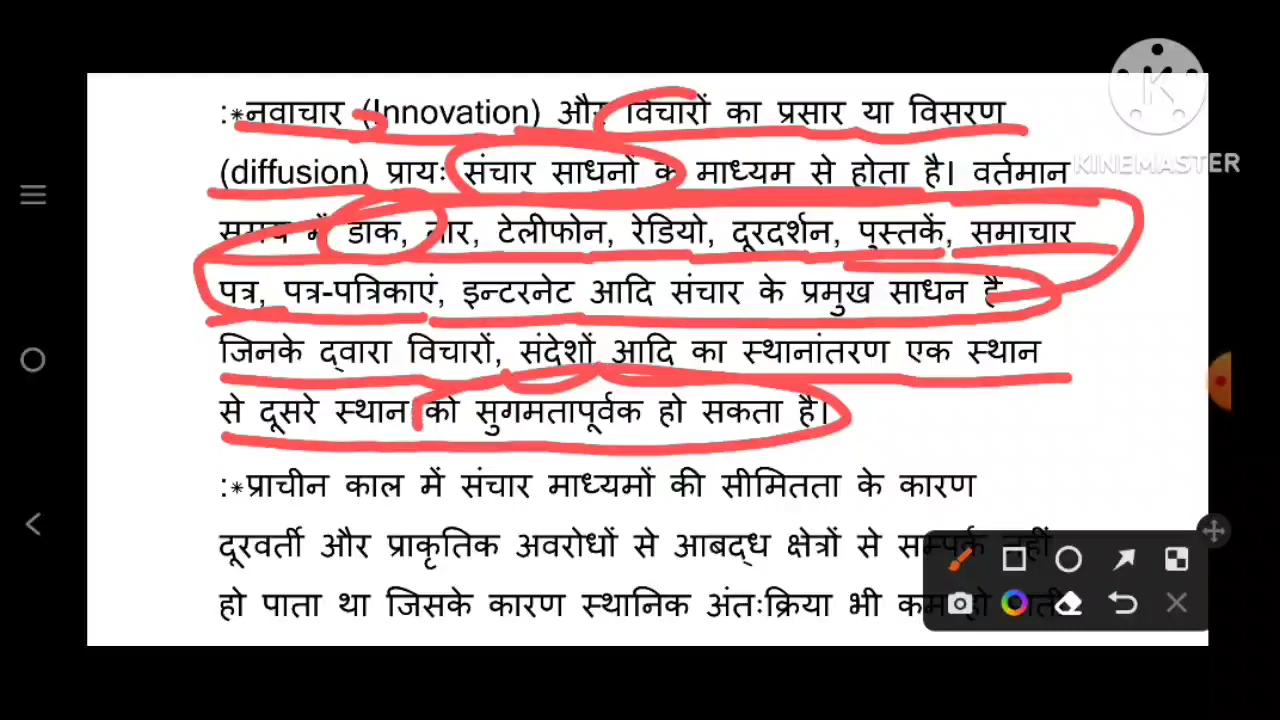 :*नवाचार (Innovation) और विचारों का प्रसार या विसरण
(diffusion) प्रायः संचार साधनों के माध्यम से होता है। वर्तमान
समय में डाक, तार, टेलीफोन, रेडियो, दूरदर्शन, पुस्तकें, समाचार
पत्र, पत्र-पत्रिकाएं, इन्टरनेट आदि संचार के प्रमुख साधन है
जिनके द्वारा विचारों, संदेशों आदि का स्थानांतरण एक स्थान
से दूसरे स्थान को सुगमतापूर्वक हो सकता है।
:*प्राचीन काल में संचार माध्यमों की सीमितता के कारण
दूरवर्ती और प्राकृतिक अवरोधों से आबद्ध क्षेत्रों से सम्पर्क नहीं
हो पाता था जिसके कारण स्थानिक अंतःक्रिया भी कम हो पाती
KINEMASTER